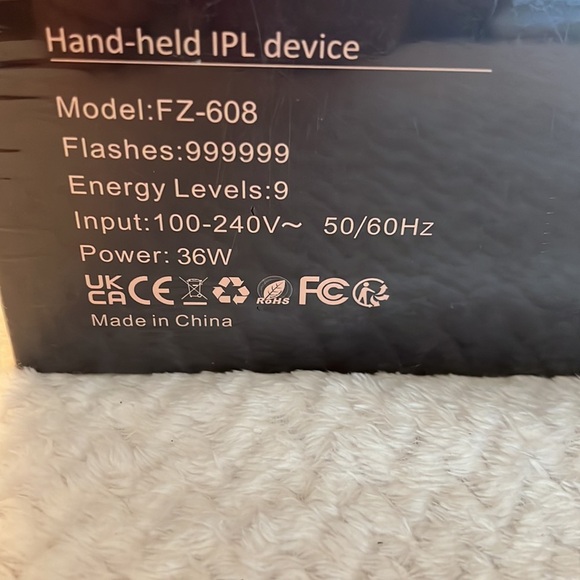 Hand-held IPL device
Model:FZ-608
Flashes:999999
Energy Levels:9
Input:100-240V~ 50/60Hz
Power: 36W
UK CA CE RoHS FC
Made in China